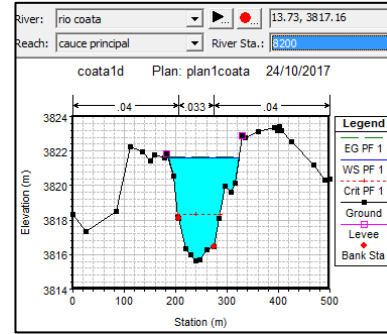 River: rio coata 13.73, 3817.16
Reach: cauce principal River Sta.: 8200
coata1d Plan: plan1coata 24/10/2017
.04 .033 .04
Legend
EG PF 1
WS PF 1
Crit PF 1
Ground
Levee
Bank Sta
Elevation (m)
3824
3822
3820
3818
3816
3814
0 100 200 300 400 500
Station (m)